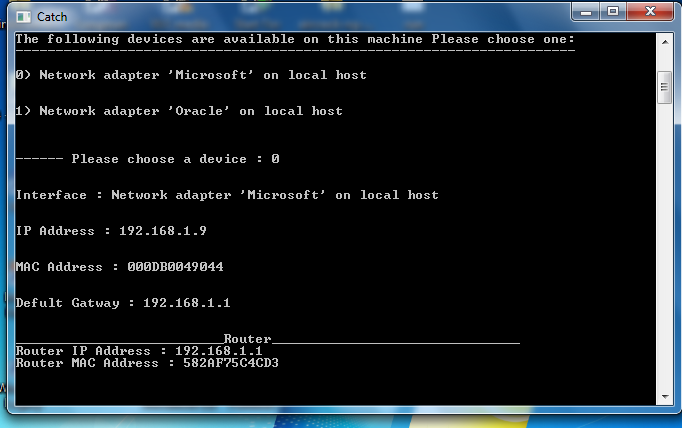 Catch
The following devices are available on this machine Please choose one:
----------------------------------------------------------------------
0) Network adapter 'Microsoft' on local host
1) Network adapter 'Oracle' on local host
------ Please choose a device : 0
Interface : Network adapter 'Microsoft' on local host
IP Address : 192.168.1.9
MAC Address : 000DB0049044
Defult Gatway : 192.168.1.1
__________________________Router_______________________________
Router IP Address : 192.168.1.1
Router MAC Address : 582AF75C4CD3